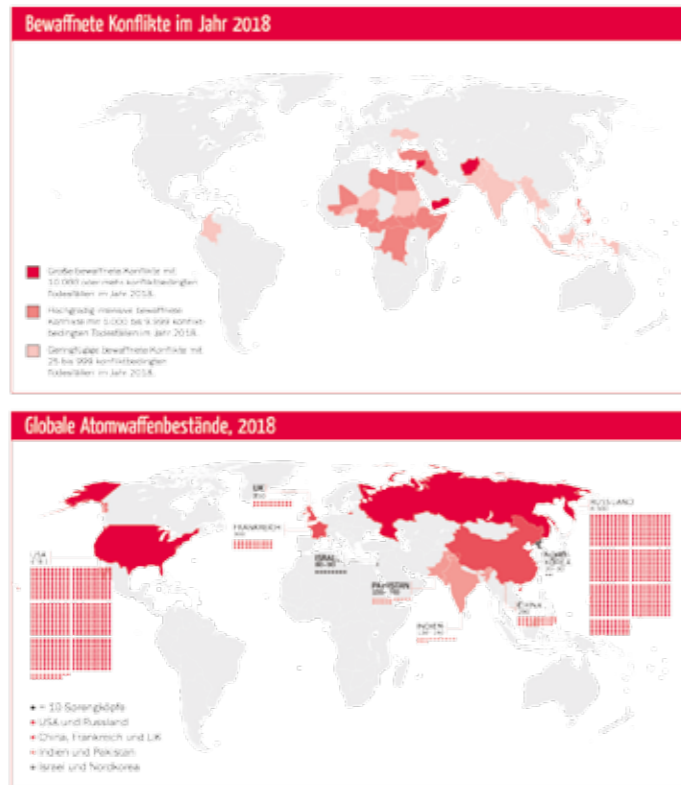 Bewaffnete Konflikte im Jahr 2018
Große bewaffnete Konflikte mit
10 000 oder mehr konfliktbedingten
Todesfällen im Jahr 2018.
Hochgradig intensive bewaffnete
Konflikte mit 1.000 bis 9.999 konflikt-
bedingten Todesfällen im Jahr 2018.
Geringfügige bewaffnete Konflikte mit
25 bis 999 konfliktbedingten
Todesfällen im Jahr 2018.
Globale Atomwaffenbestände, 2018
UK
RUSSLAND
FRANKREICH
300
USA
ISRAEL
NORD-
KOREA
PAKISTAN
CHINA
INDIEN
= 10 Sprengköpfe
USA und Russland
China, Frankreich und UK
Indien und Pakistan
Israel und Nordkorea